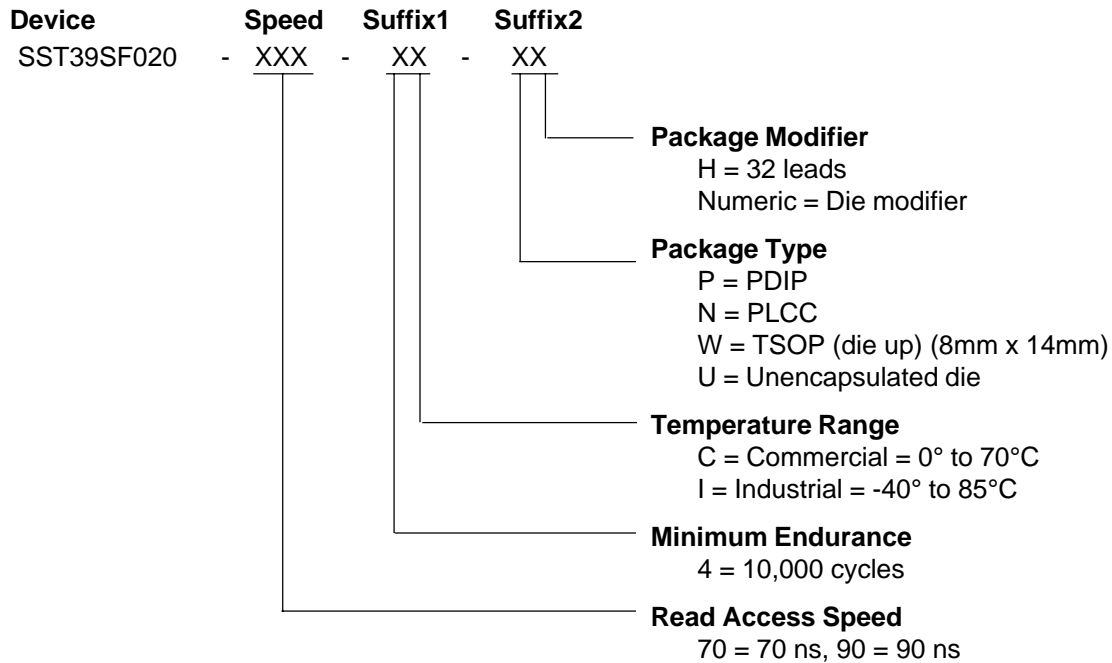 Device Speed Suffix1 Suffix2
SST39SF020 - XXX - XX - XX
Package Modifier
H = 32 leads
Numeric = Die modifier
Package Type
P = PDIP
N = PLCC
W = TSOP (die up) (8mm x 14mm)
U = Unencapsulated die
Temperature Range
C = Commercial = 0° to 70°C
I = Industrial = -40° to 85°C
Minimum Endurance
4 = 10,000 cycles
Read Access Speed
70 = 70 ns, 90 = 90 ns